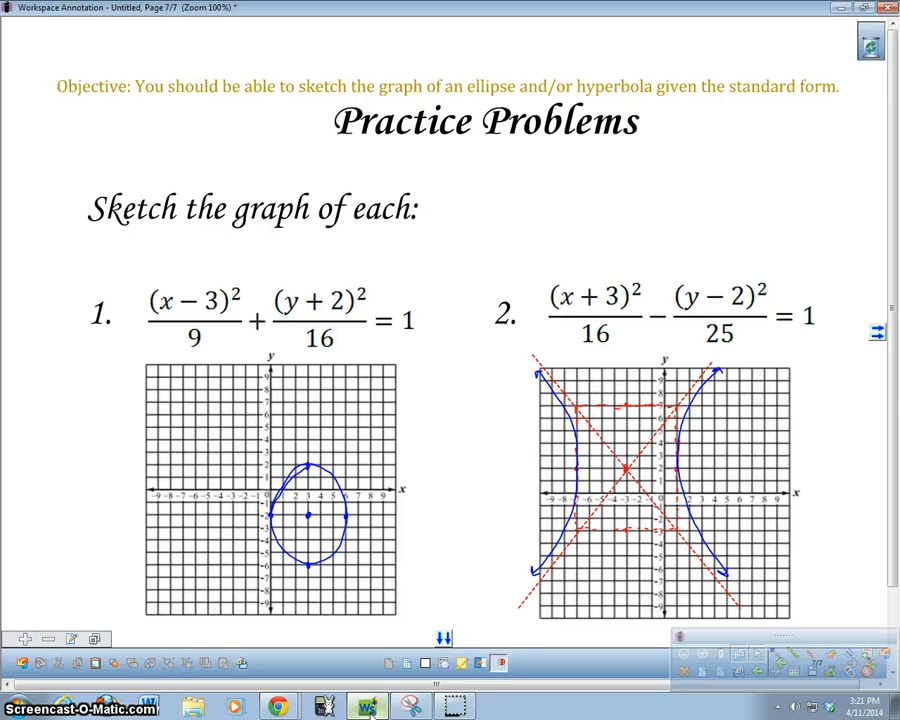 Workspace Annotation - Untitled, Page 7/7 (Zoom 100%) *
Objective: You should be able to sketch the graph of an ellipse and/or hyperbola given the standard form.
Practice Problems
Sketch the graph of each:
1. (x − 3)²/9 + (y + 2)²/16 = 1
2. (x + 3)²/16 − (y − 2)²/25 = 1
y
x
y
x
7/7
Screencast-O-Matic.com
3:21 PM
4/11/2014